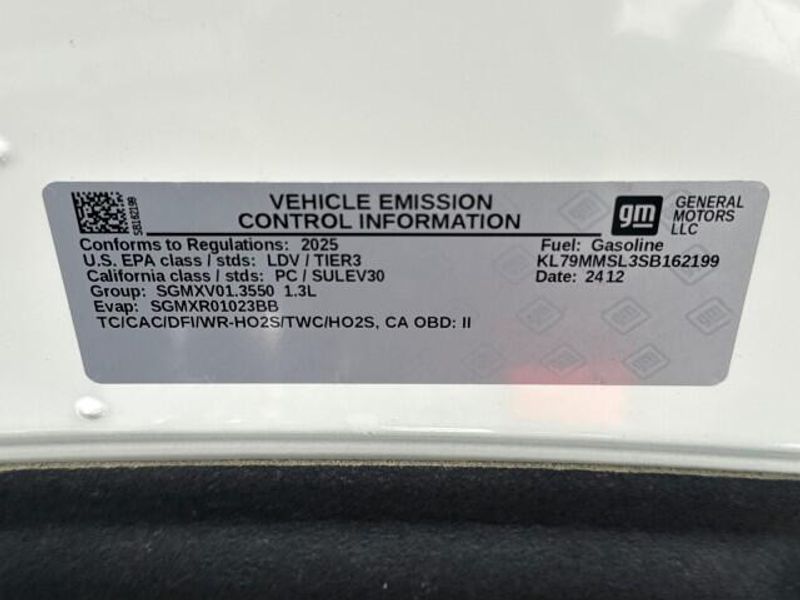 SB162199
VEHICLE EMISSION
CONTROL INFORMATION
gm
GENERAL
MOTORS
LLC
Conforms to Regulations: 2025
Fuel: Gasoline
U.S. EPA class / stds: LDV / TIER3
KL79MMSL3SB162199
California class / stds: PC / SULEV30
Date: 2412
Group: SGMXV01.3550 1.3L
Evap: SGMXR01023BB
TC/CAC/DFI/WR-HO2S/TWC/HO2S, CA OBD: II